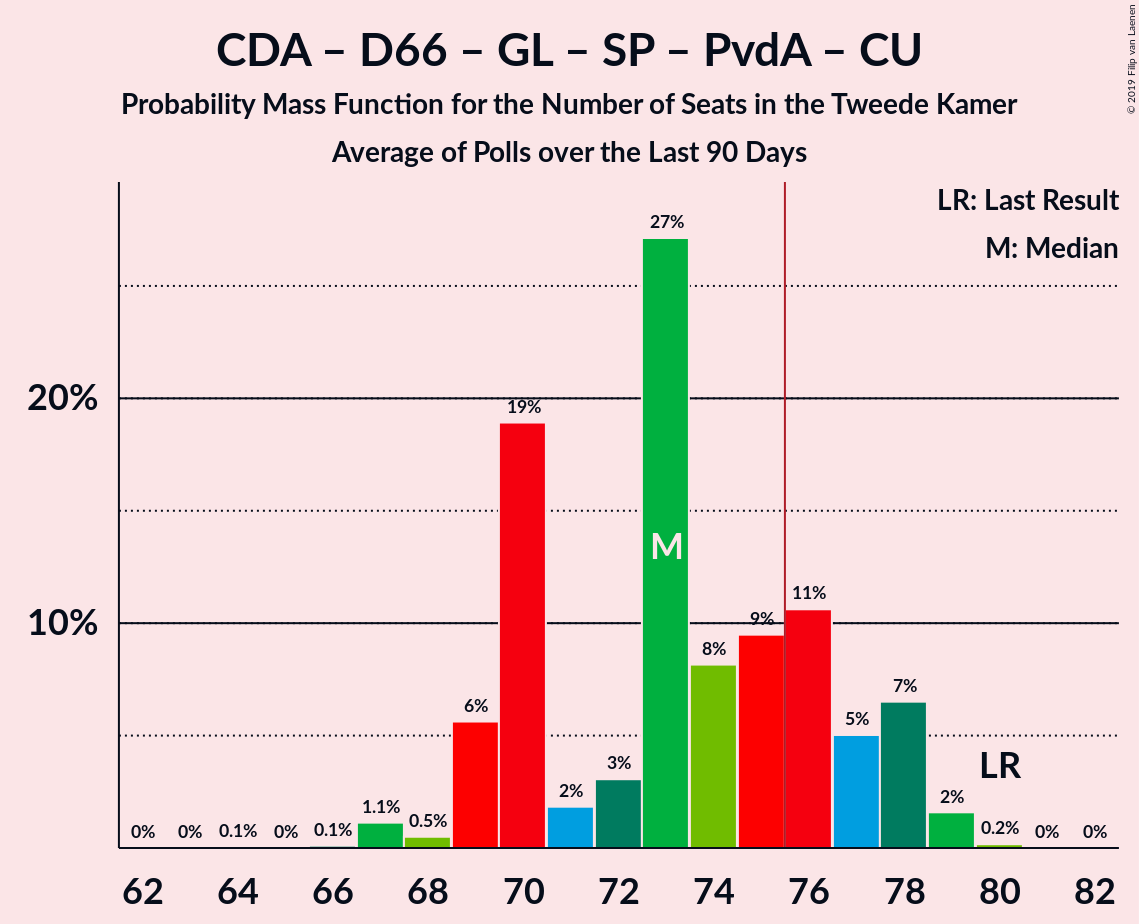 CDA – D66 – GL – SP – PvdA – CU
Probability Mass Function for the Number of Seats in the Tweede Kamer
Average of Polls over the Last 90 Days
© 2019 Filip van Laenen
LR: Last Result
M: Median
20%
10%
0% 0% 0.1% 0% 0.1% 1.1% 0.5% 6% 19% 2% 3% 27% 8% 9% 11% 5% 7% 2% 0.2% 0% 0%
M
LR
62 64 66 68 70 72 74 76 78 80 82